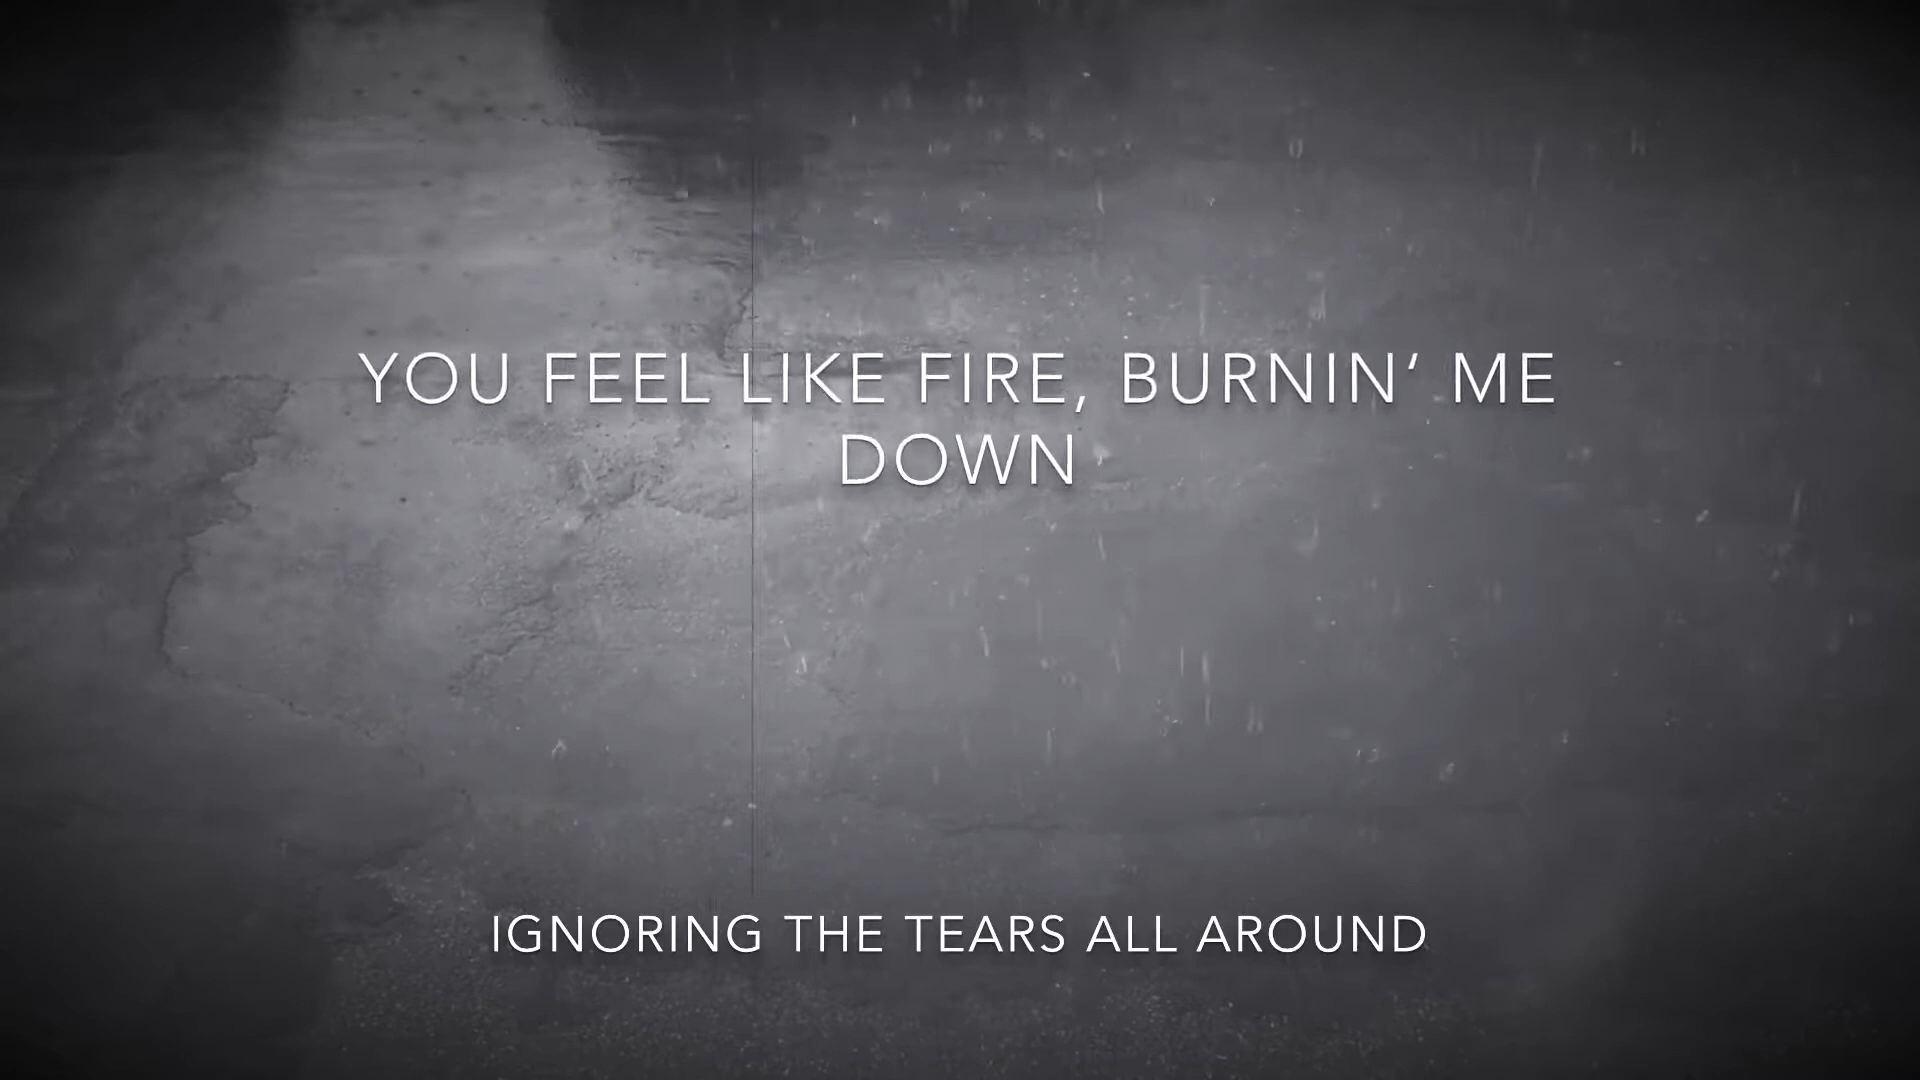 YOU FEEL LIKE FIRE, BURNIN’ ME
DOWN
IGNORING THE TEARS ALL AROUND